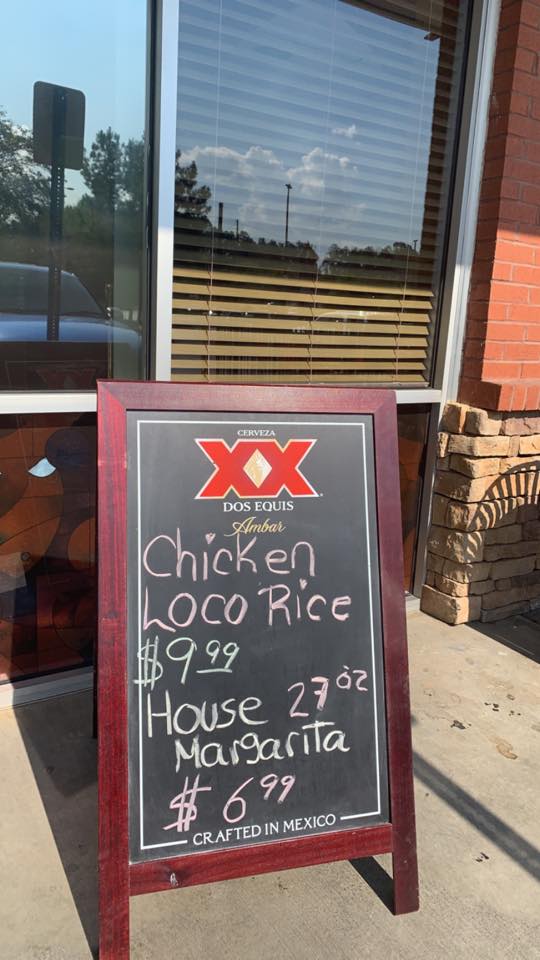 CERVEZA
XX
DOS EQUIS
Ambar
Chicken
Loco Rice
$9.99
House 27 oz
Margarita
$6.99
CRAFTED IN MEXICO